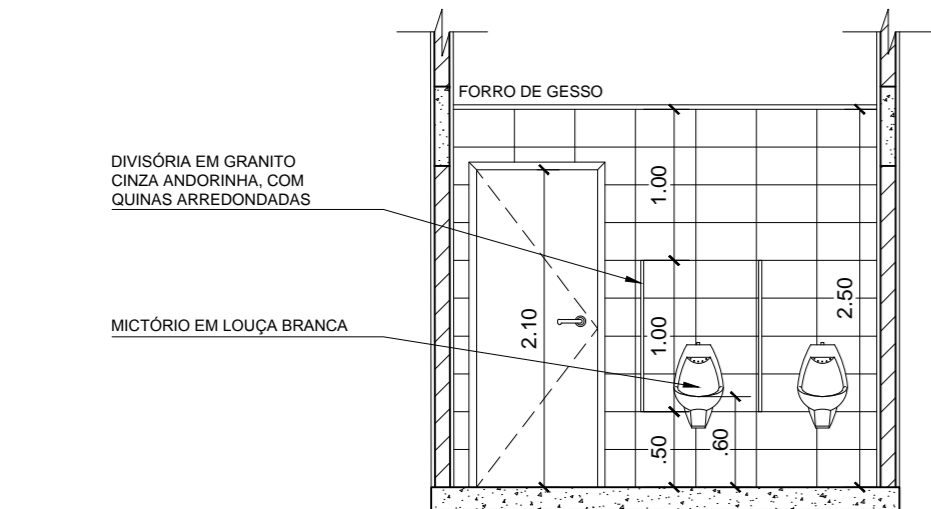 FORRO DE GESSO
DIVISÓRIA EM GRANITO
CINZA ANDORINHA, COM
QUINAS ARREDONDADAS
MICTÓRIO EM LOUÇA BRANCA
2.10
1.00
1.00
.50
.60
2.50